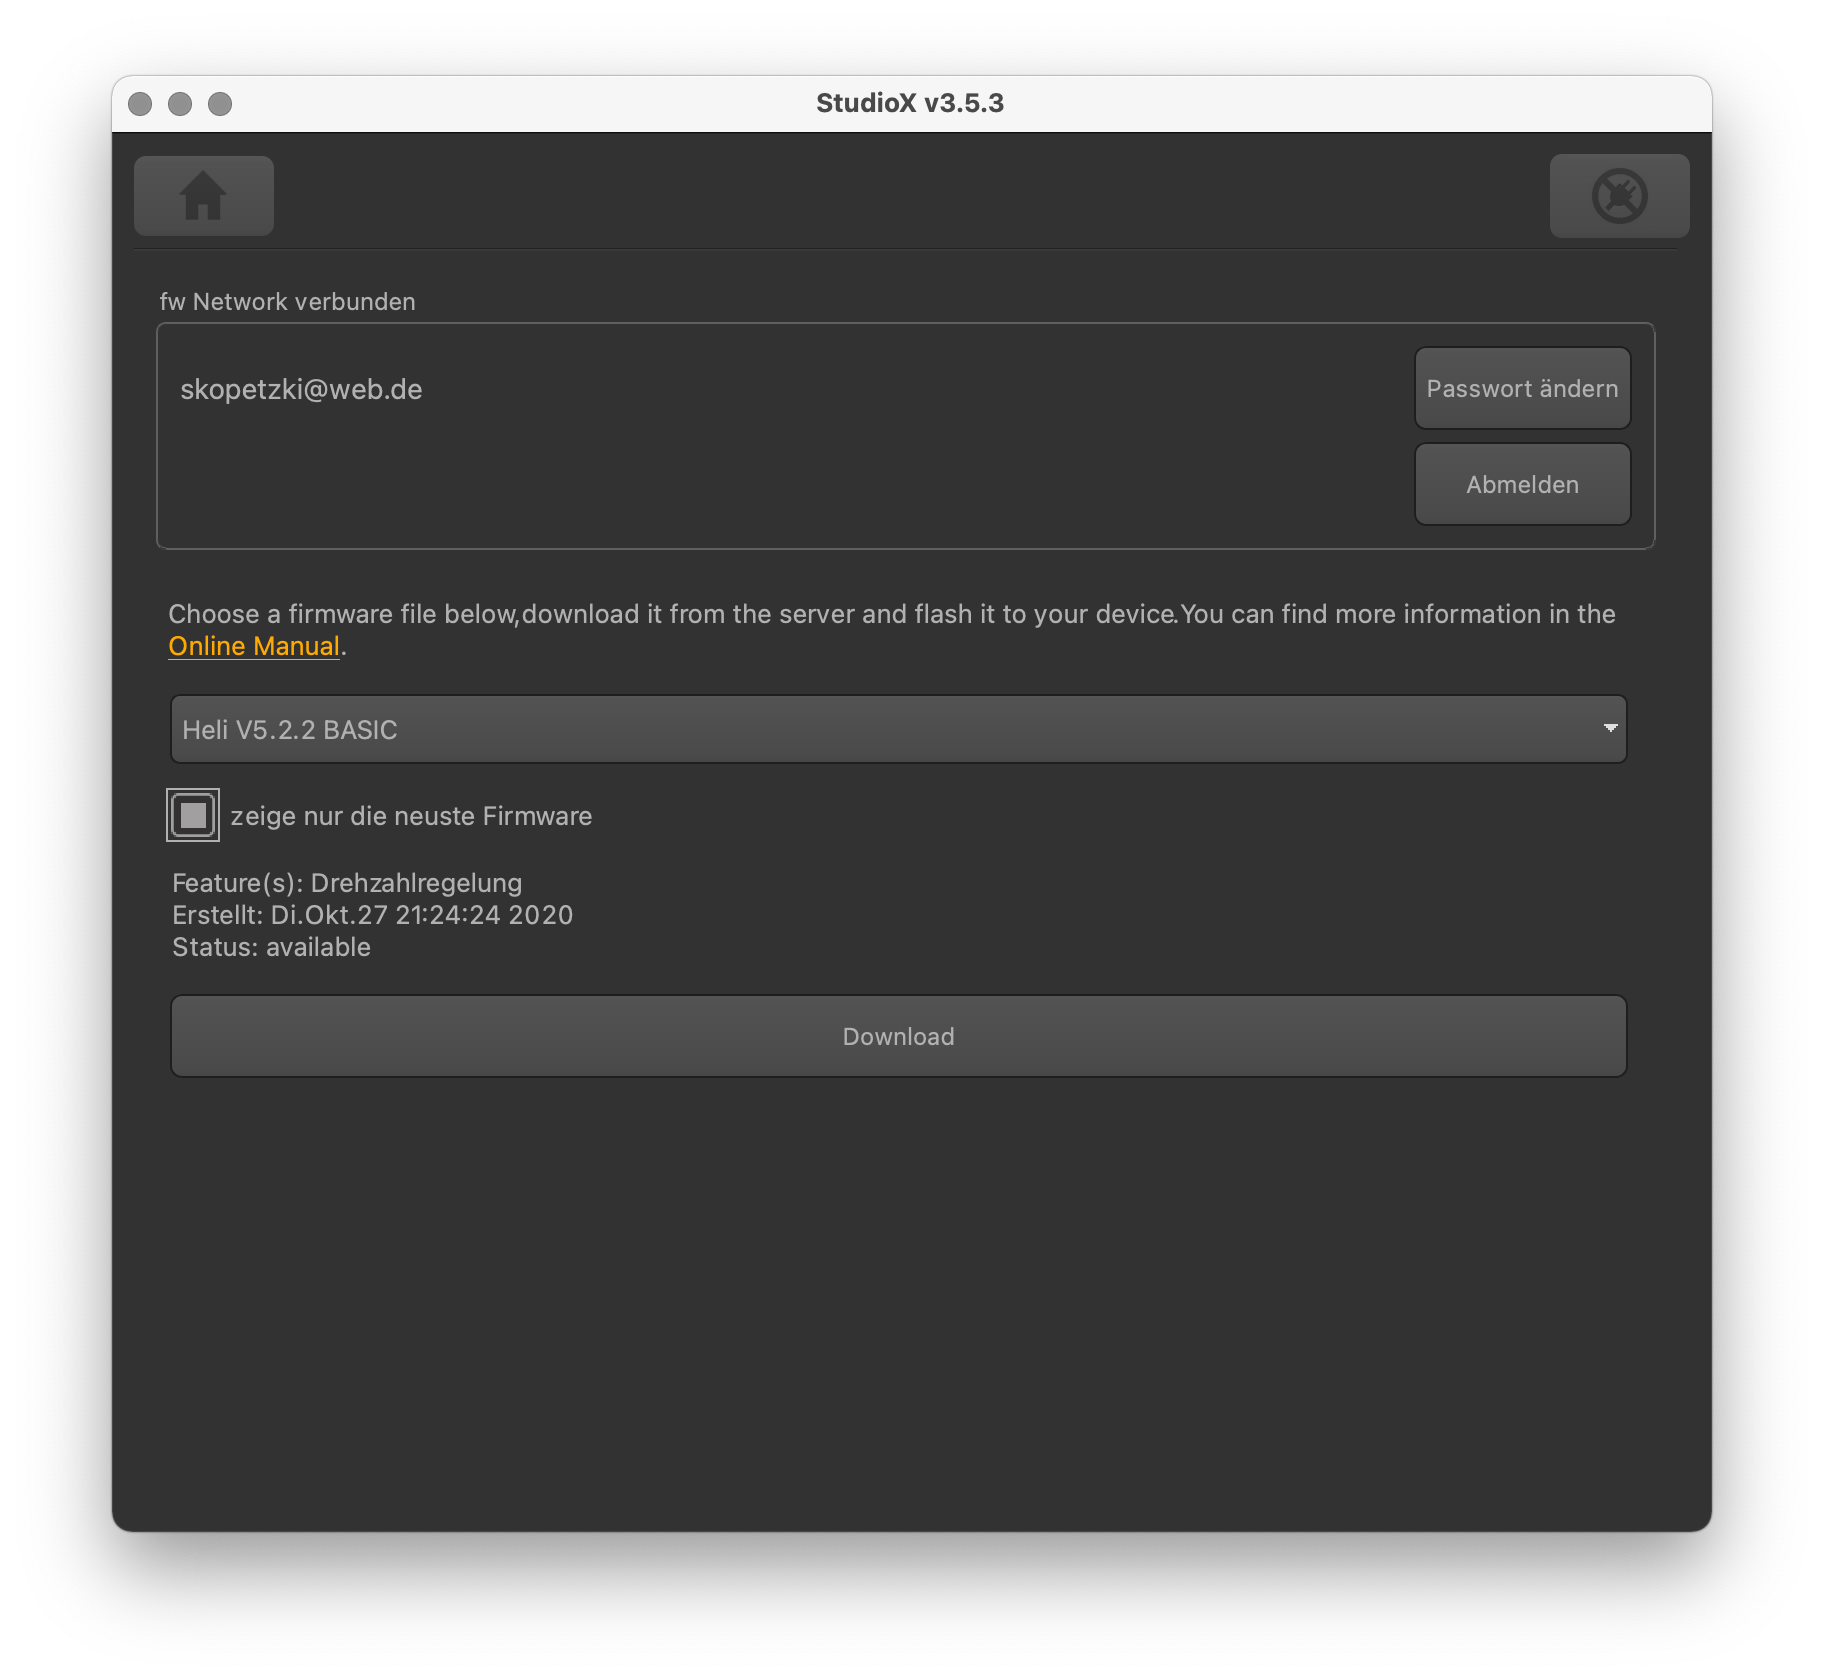 StudioX v3.5.3
fw Network verbunden
skopetzki@web.de
Passwort ändern
Abmelden
Choose a firmware file below,download it from the server and flash it to your device.You can find more information in the
Online Manual.
Heli V5.2.2 BASIC
zeige nur die neuste Firmware
Feature(s): Drehzahlregelung
Erstellt: Di.Okt.27 21:24:24 2020
Status: available
Download